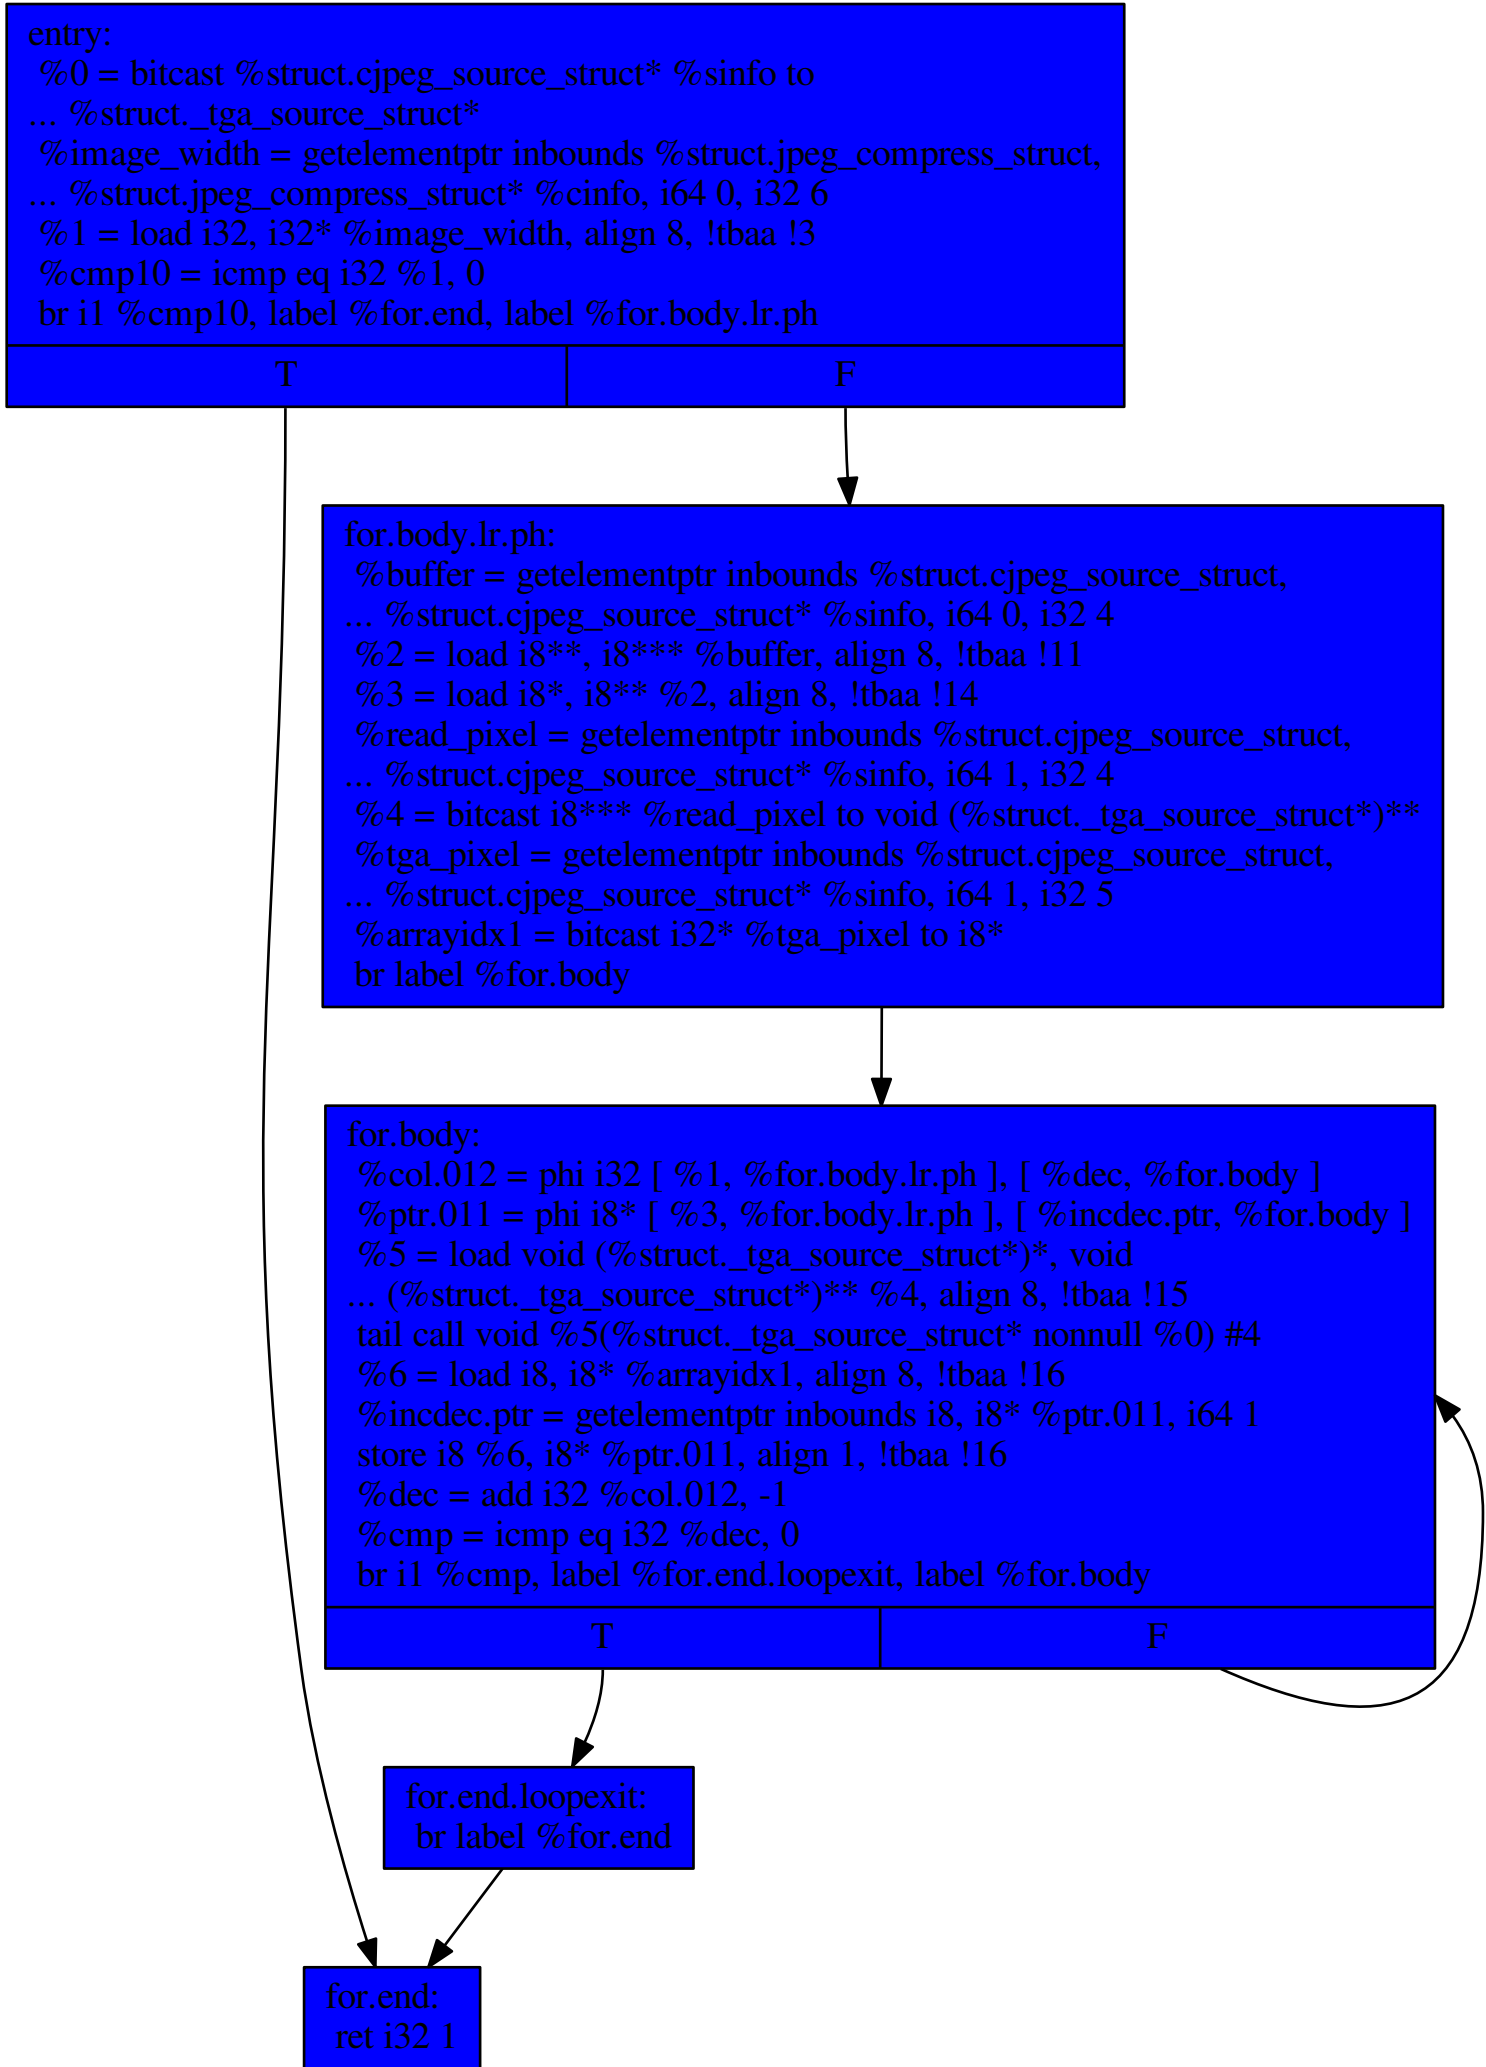 entry:
%0 = bitcast %struct.cjpeg_source_struct* %sinfo to
... %struct._tga_source_struct*
%image_width = getelementptr inbounds %struct.jpeg_compress_struct,
... %struct.jpeg_compress_struct* %cinfo, i64 0, i32 6
%1 = load i32, i32* %image_width, align 8, !tbaa !3
%cmp10 = icmp eq i32 %1, 0
br i1 %cmp10, label %for.end, label %for.body.lr.ph
T
F
for.body.lr.ph:
%buffer = getelementptr inbounds %struct.cjpeg_source_struct,
... %struct.cjpeg_source_struct* %sinfo, i64 0, i32 4
%2 = load i8**, i8*** %buffer, align 8, !tbaa !11
%3 = load i8*, i8** %2, align 8, !tbaa !14
%read_pixel = getelementptr inbounds %struct.cjpeg_source_struct,
... %struct.cjpeg_source_struct* %sinfo, i64 1, i32 4
%4 = bitcast i8*** %read_pixel to void (%struct._tga_source_struct*)**
%tga_pixel = getelementptr inbounds %struct.cjpeg_source_struct,
... %struct.cjpeg_source_struct* %sinfo, i64 1, i32 5
%arrayidx1 = bitcast i32* %tga_pixel to i8*
br label %for.body
for.body:
%col.012 = phi i32 [ %1, %for.body.lr.ph ], [ %dec, %for.body ]
%ptr.011 = phi i8* [ %3, %for.body.lr.ph ], [ %incdec.ptr, %for.body ]
%5 = load void (%struct._tga_source_struct*)*, void
... (%struct._tga_source_struct*)** %4, align 8, !tbaa !15
tail call void %5(%struct._tga_source_struct* nonnull %0) #4
%6 = load i8, i8* %arrayidx1, align 8, !tbaa !16
%incdec.ptr = getelementptr inbounds i8, i8* %ptr.011, i64 1
store i8 %6, i8* %ptr.011, align 1, !tbaa !16
%dec = add i32 %col.012, -1
%cmp = icmp eq i32 %dec, 0
br i1 %cmp, label %for.end.loopexit, label %for.body
T
F
for.end.loopexit:
br label %for.end
for.end:
ret i32 1